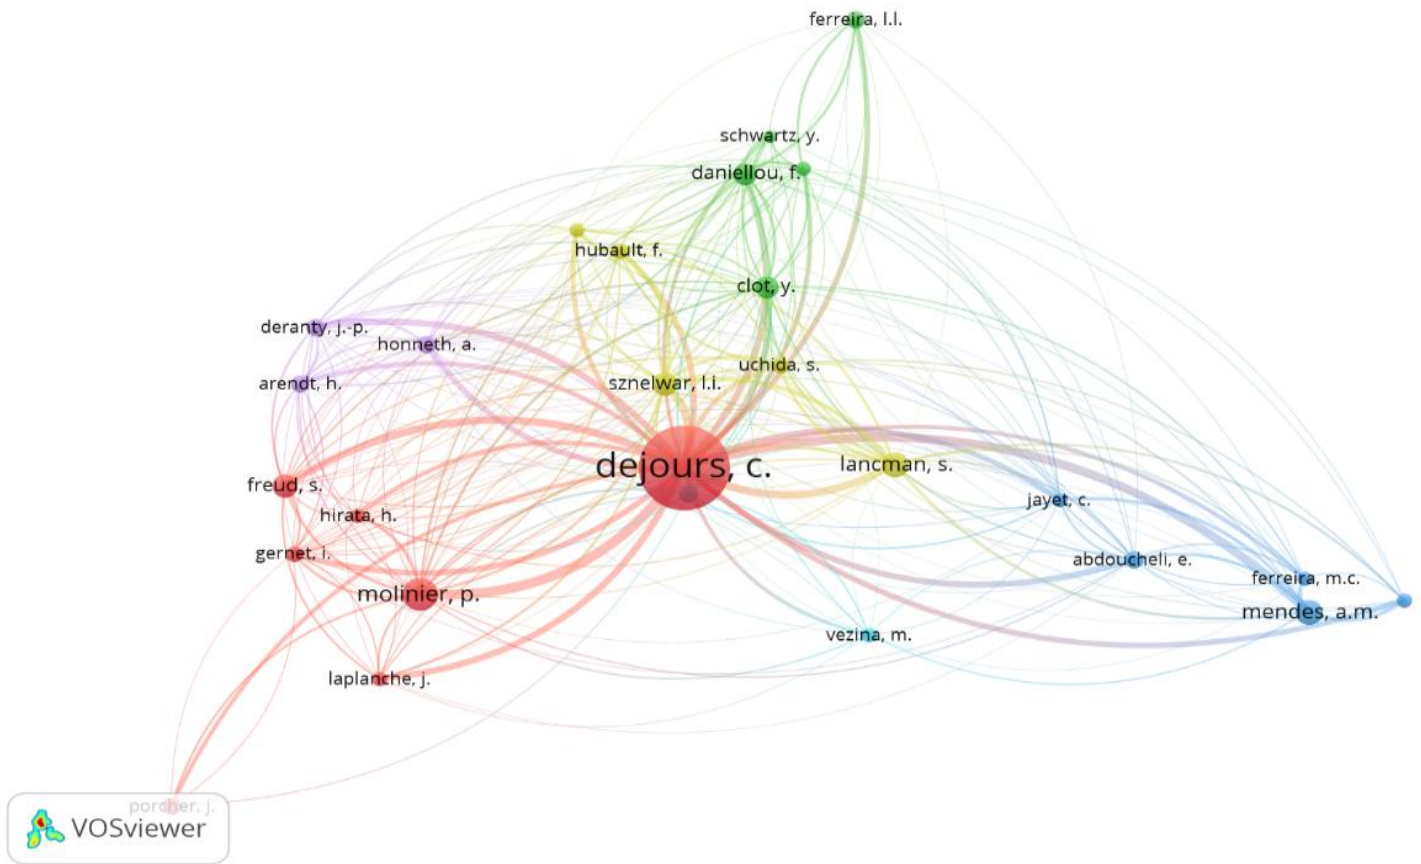 ferreira, l.l.
schwartz, y.
daniellou, f.
hubault, f.
clot, y.
deranty, j.-p.
honneth, a.
uchida, s.
arendt, h.
sznelwar, l.i.
dejours, c.
lancman, s.
freud, s.
jayet, c.
hirata, h.
gernet, i.
abdoucheli, e.
ferreira, m.c.
molinier, p.
mendes, a.m.
vezina, m.
laplanche, j.
porcher, j.
VOSviewer